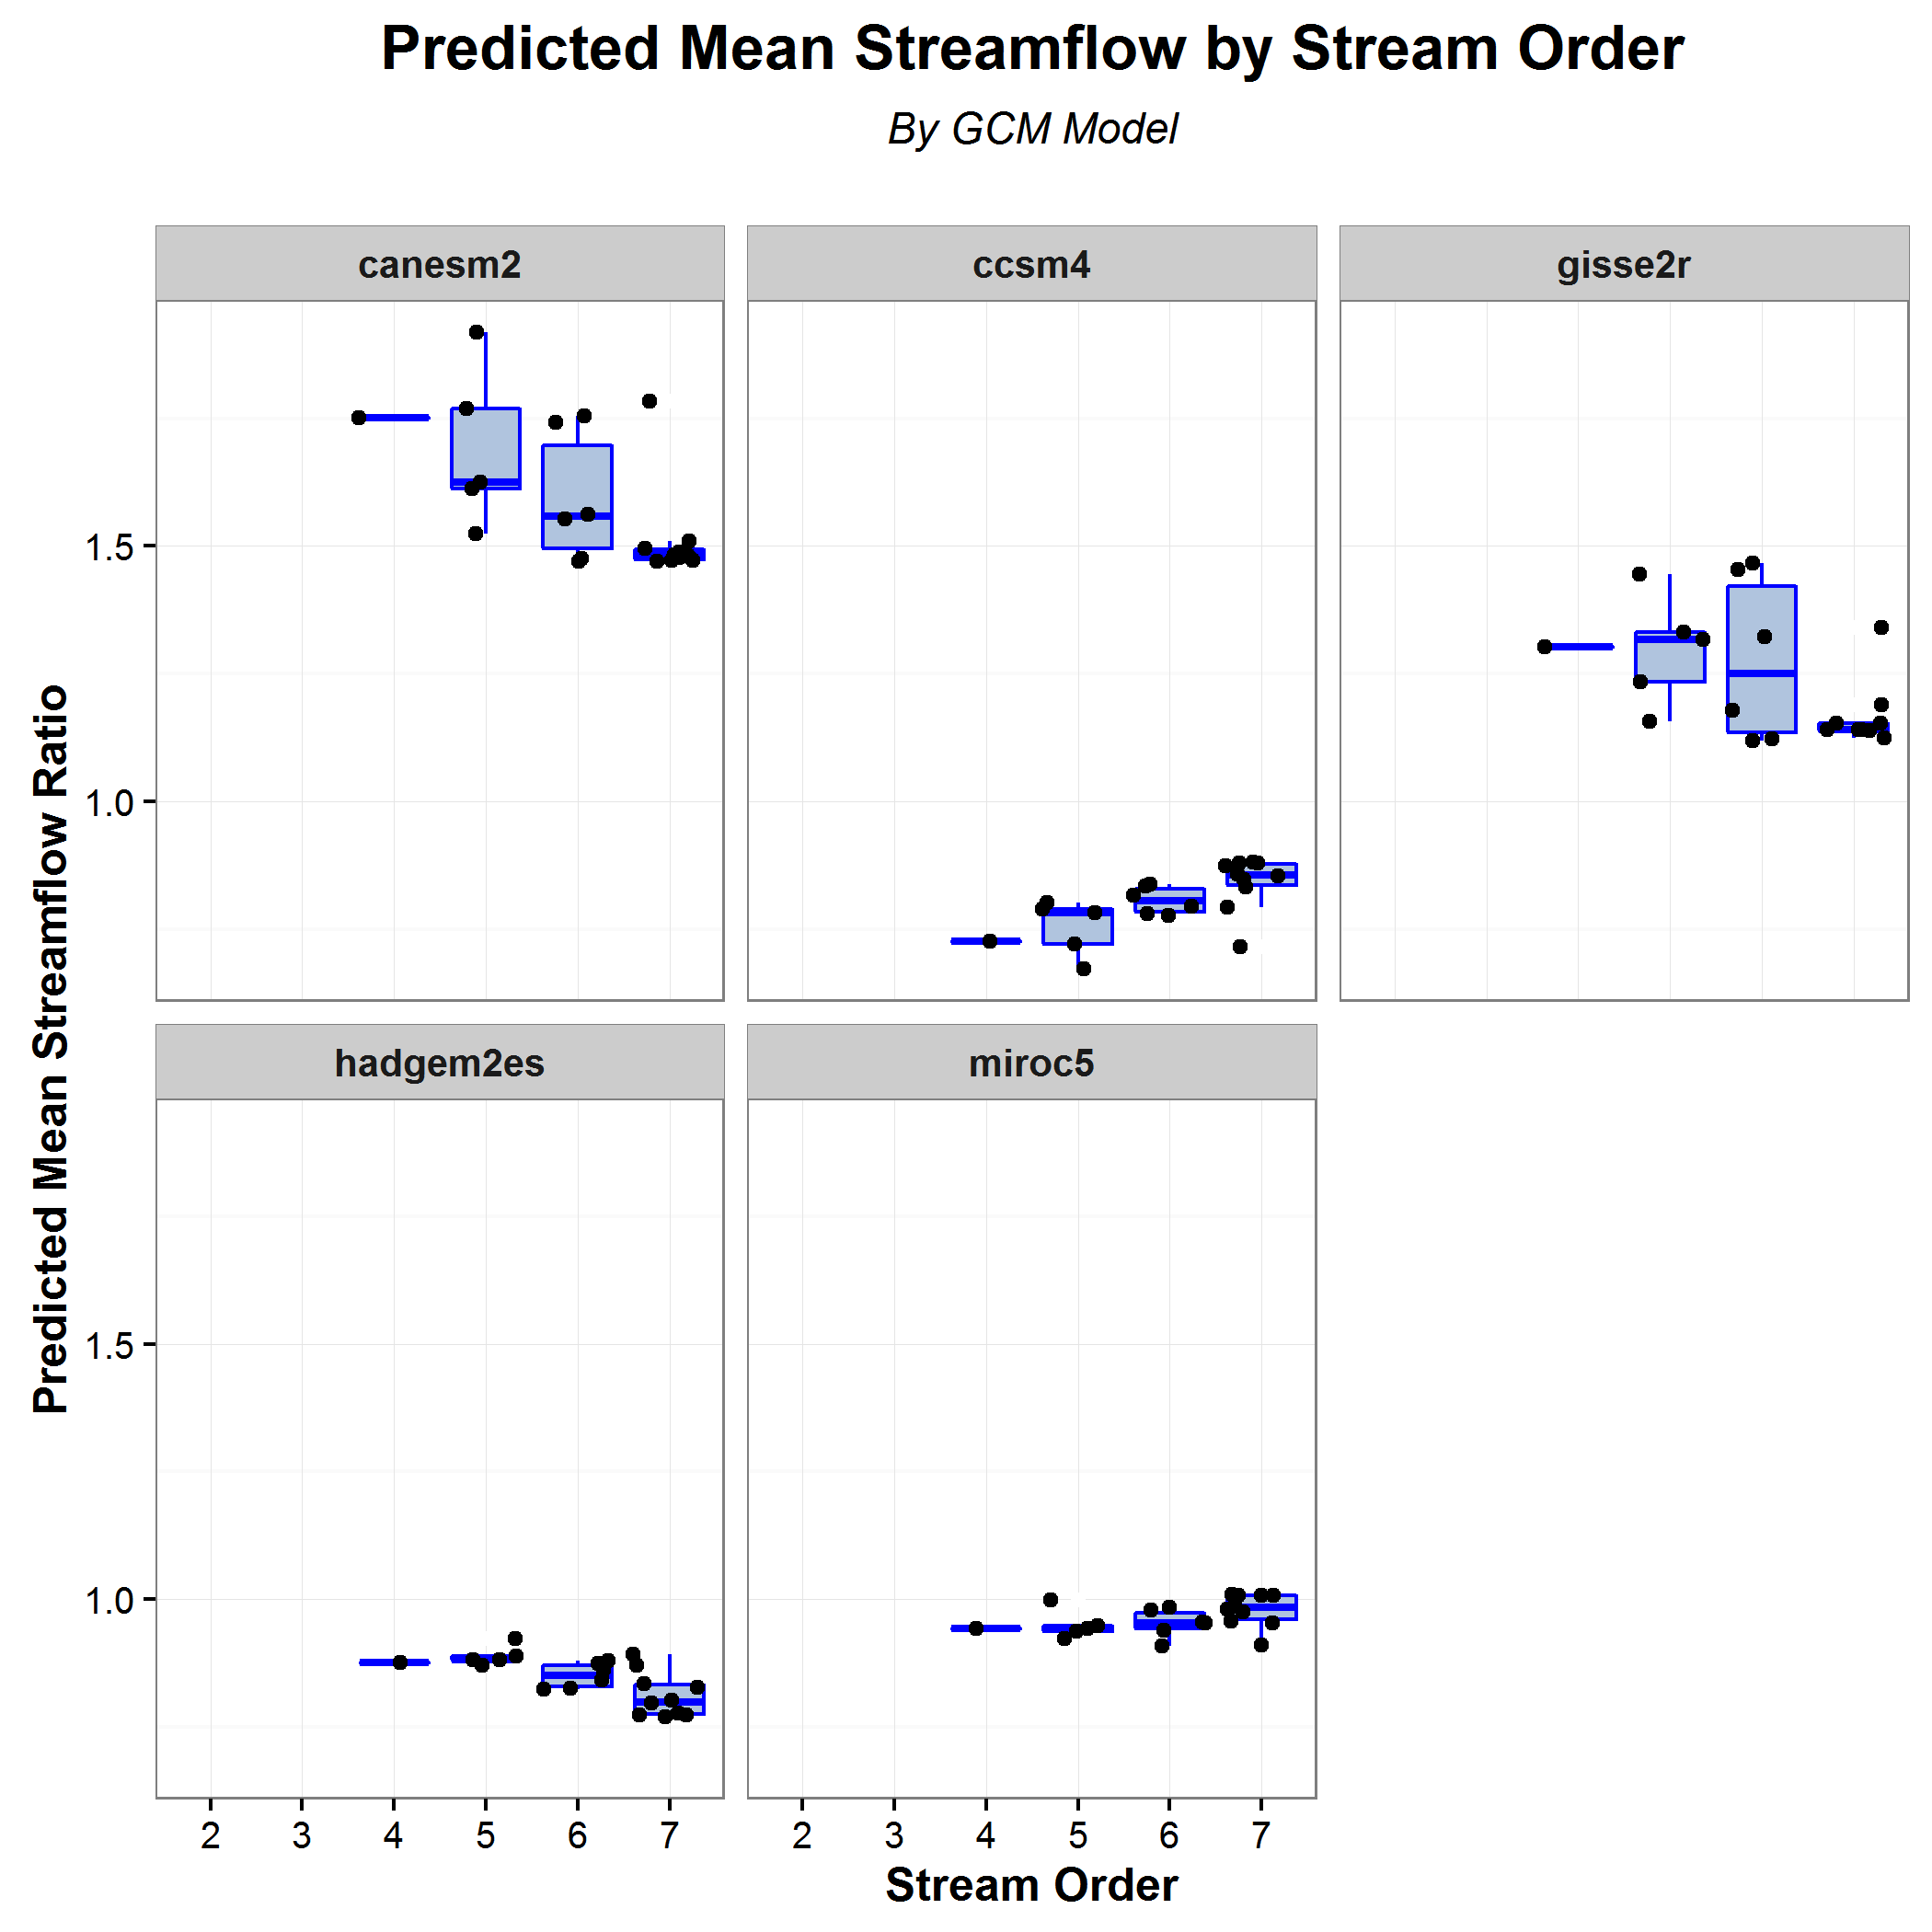 Predicted Mean Streamflow by Stream Order
By GCM Model
canesm2
ccsm4
gisse2r
1.5
1.0
Predicted Mean Streamflow Ratio
hadgem2es
miroc5
1.5
1.0
2 3 4 5 6 7
2 3 4 5 6 7
Stream Order